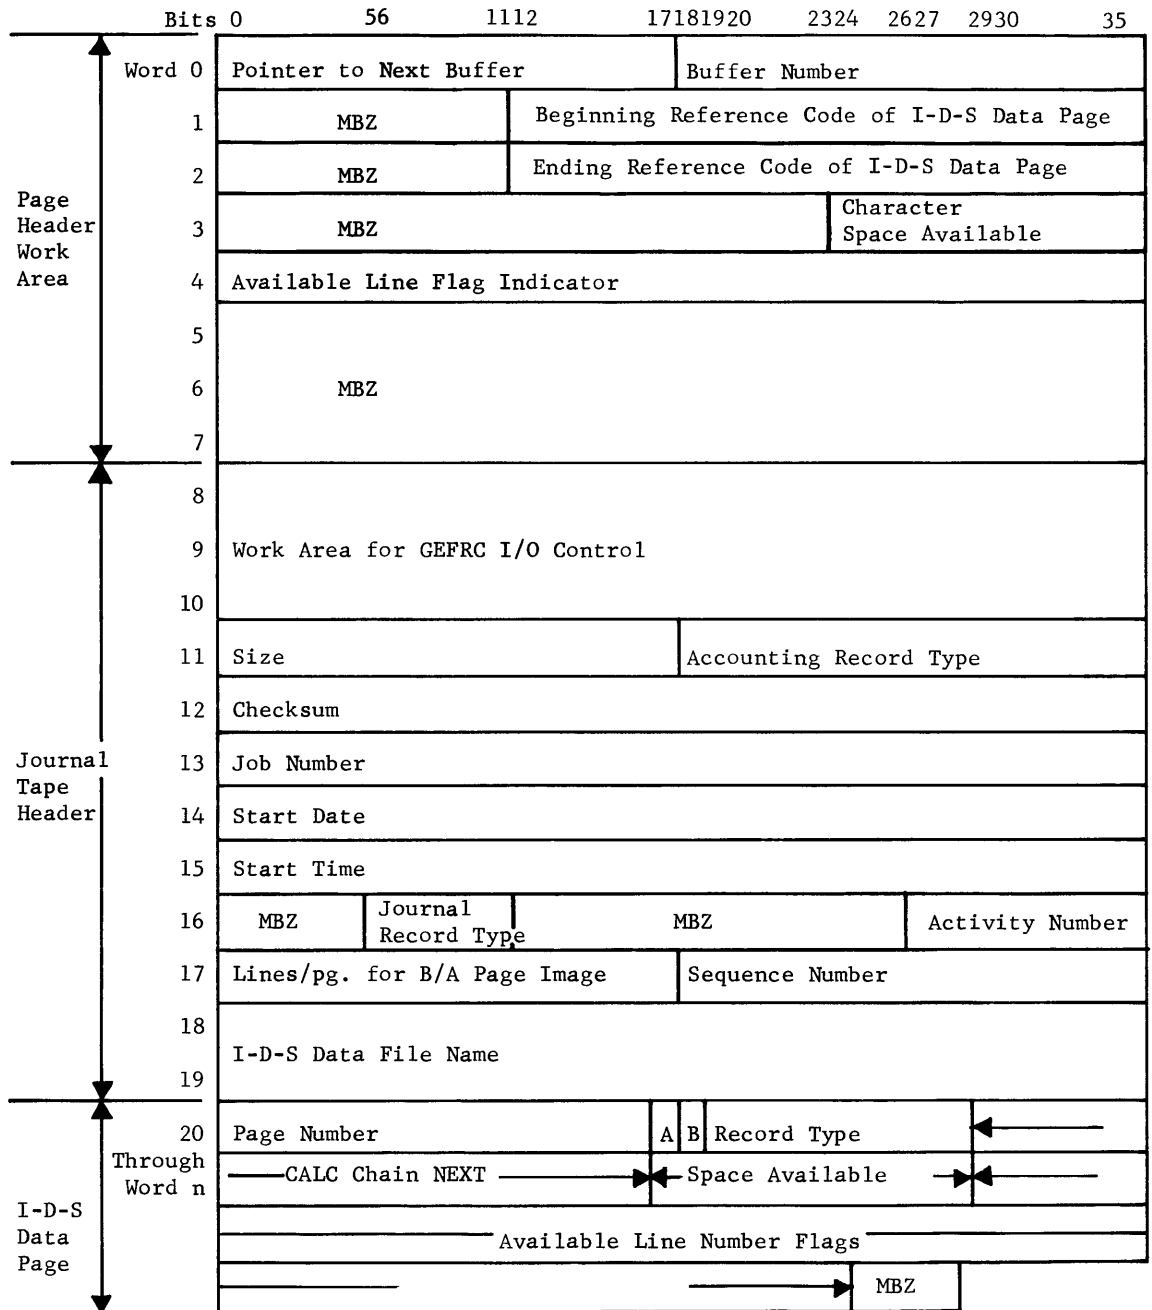 Bits 0 56 1112 17181920 2324 2627 2930 35
Word 0 Pointer to Next Buffer Buffer Number
1 MBZ Beginning Reference Code of I-D-S Data Page
2 MBZ Ending Reference Code of I-D-S Data Page
Page
Header
Work
Area
3 MBZ Character
Space Available
4 Available Line Flag Indicator
5
6 MBZ
7
8
9 Work Area for GEFRC I/O Control
10
11 Size Accounting Record Type
12 Checksum
Journal
Tape
Header
13 Job Number
14 Start Date
15 Start Time
16 MBZ Journal
Record Type MBZ Activity Number
17 Lines/pg. for B/A Page Image Sequence Number
18
I-D-S Data File Name
19
20 Page Number A B Record Type
Through
Word n CALC Chain NEXT Space Available
I-D-S
Data
Page
Available Line Number Flags
MBZ